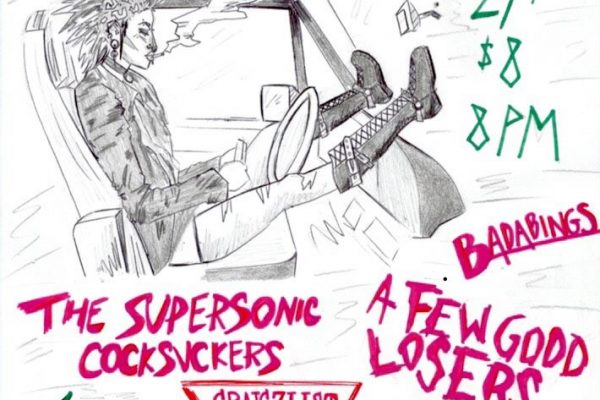 $8
8PM
BADABINGS
THE SUPERSONIC
COCKSUCKERS
A FEW GOOD
LOSERS